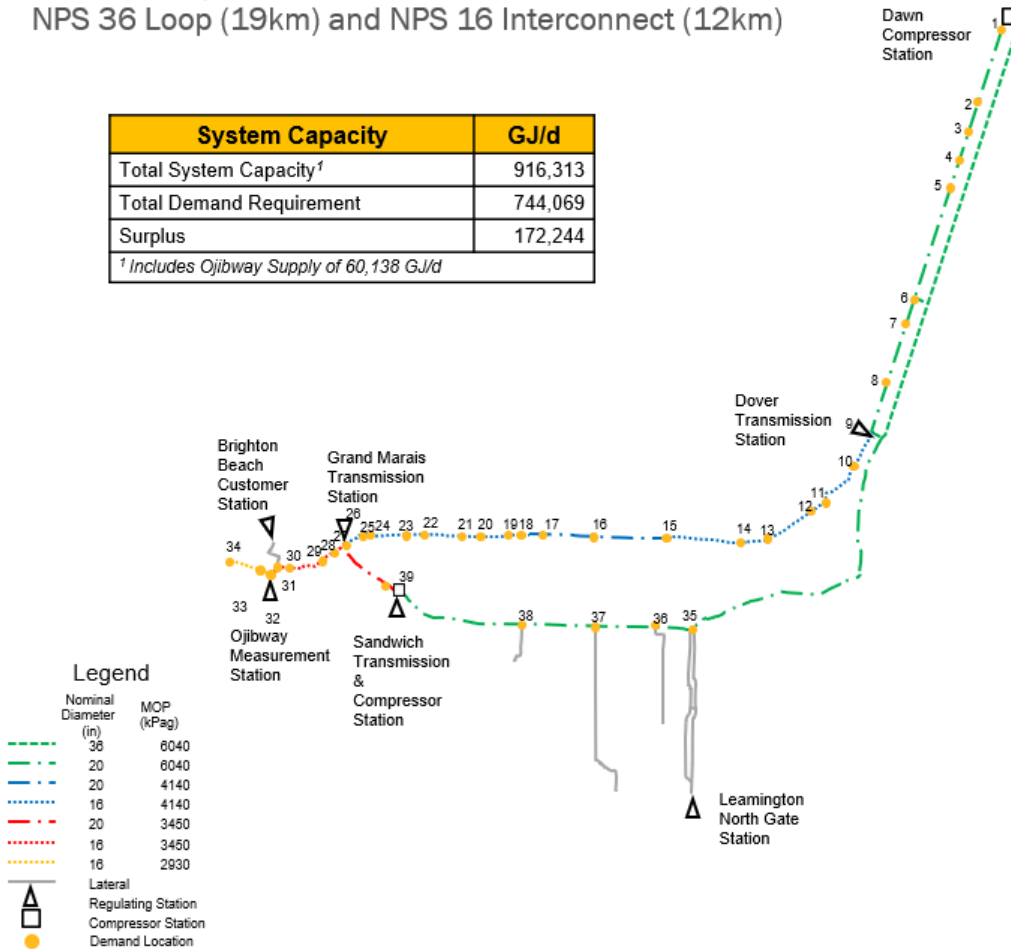 NPS 36 Loop (19km) and NPS 16 Interconnect (12km)
Dawn
Compressor
Station
1
System Capacity GJ/d
Total System Capacity¹ 916,313
Total Demand Requirement 744,069
Surplus 172,244
¹ Includes Ojibway Supply of 60,138 GJ/d
2
3
4
5
6
7
8
Dover
Transmission
Station
9
10
11
12
13
14
15
16
17
18
19
20
21
22
23
24
25
26
Grand Marais
Transmission
Station
Brighton
Beach
Customer
Station
28
29
30
31
32
33
34
Ojibway
Measurement
Station
39
Sandwich
Transmission
&
Compressor
Station
38
37
36
35
Leamington
North Gate
Station
Legend
Nominal
Diameter
(in)
MOP
(kPag)
36 6040
20 6040
20 4140
16 4140
20 3450
16 3450
16 2930
Lateral
Regulating Station
Compressor Station
Demand Location